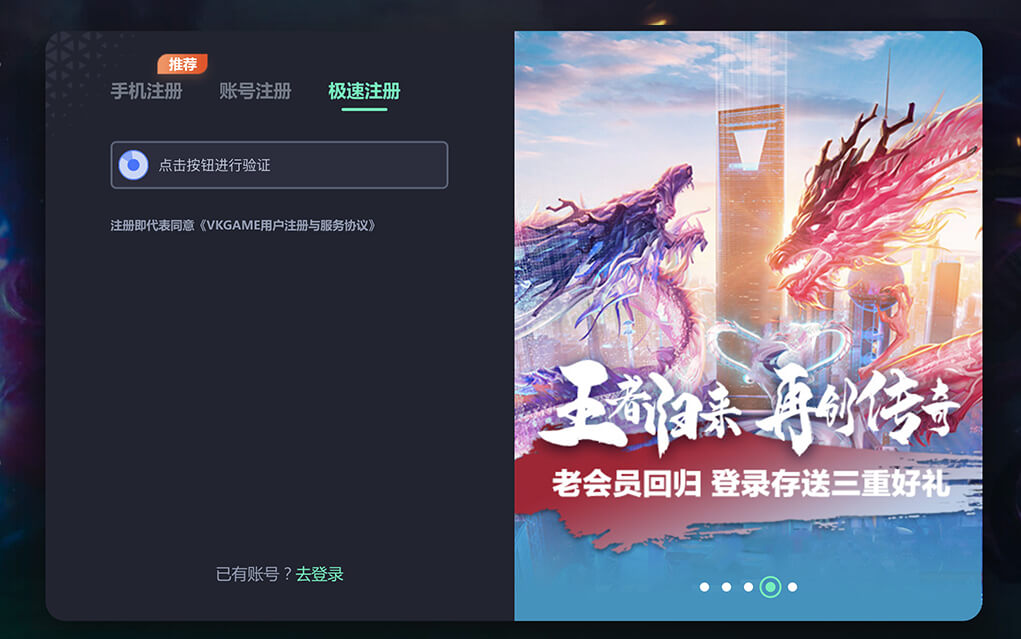 推荐
手机注册 账号注册 极速注册
点击按钮进行验证
注册即代表同意《VKGAME用户注册与服务协议》
已有账号？去登录
王者归来 再创传奇
老会员回归 登录存送三重好礼